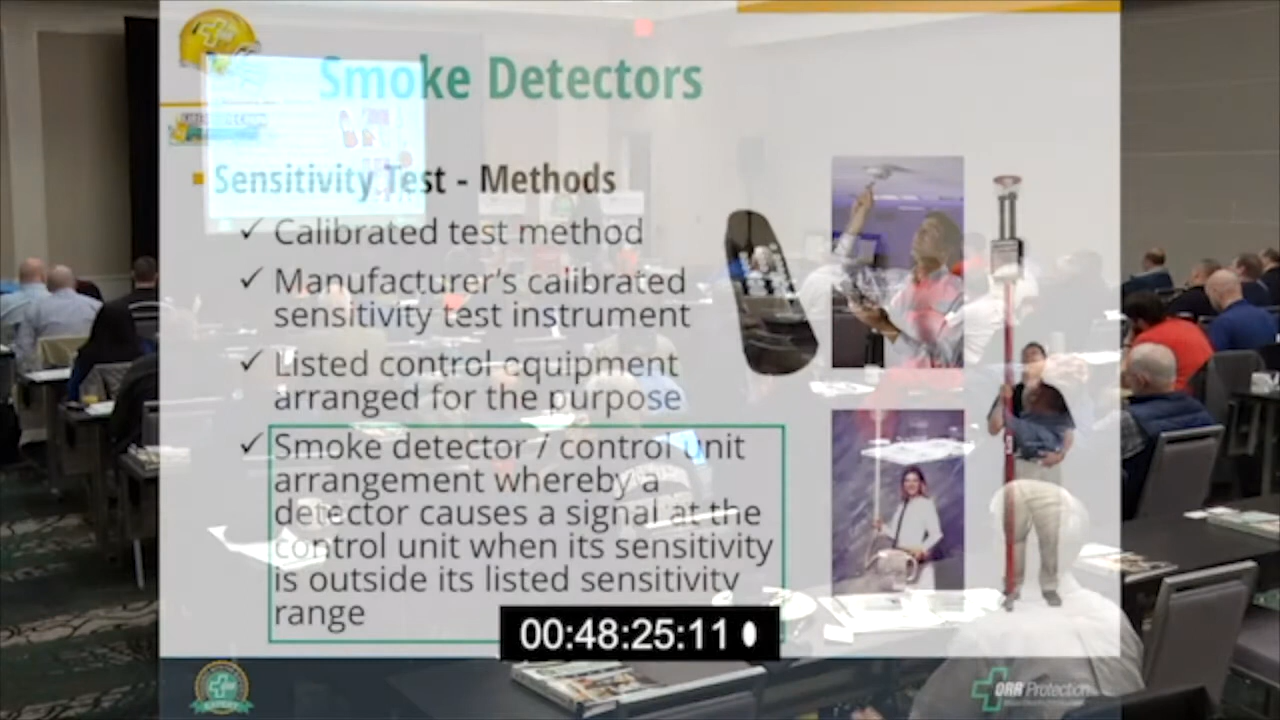 Smoke Detectors
Sensitivity Test - Methods
✓ Calibrated test method
✓ Manufacturer's calibrated
sensitivity test instrument
✓ Listed control equipment
arranged for the purpose
✓ Smoke detector / control unit
arrangement whereby a
detector causes a signal at the
control unit when its sensitivity
is outside its listed sensitivity
range
00:48:25:11
ORR Protection